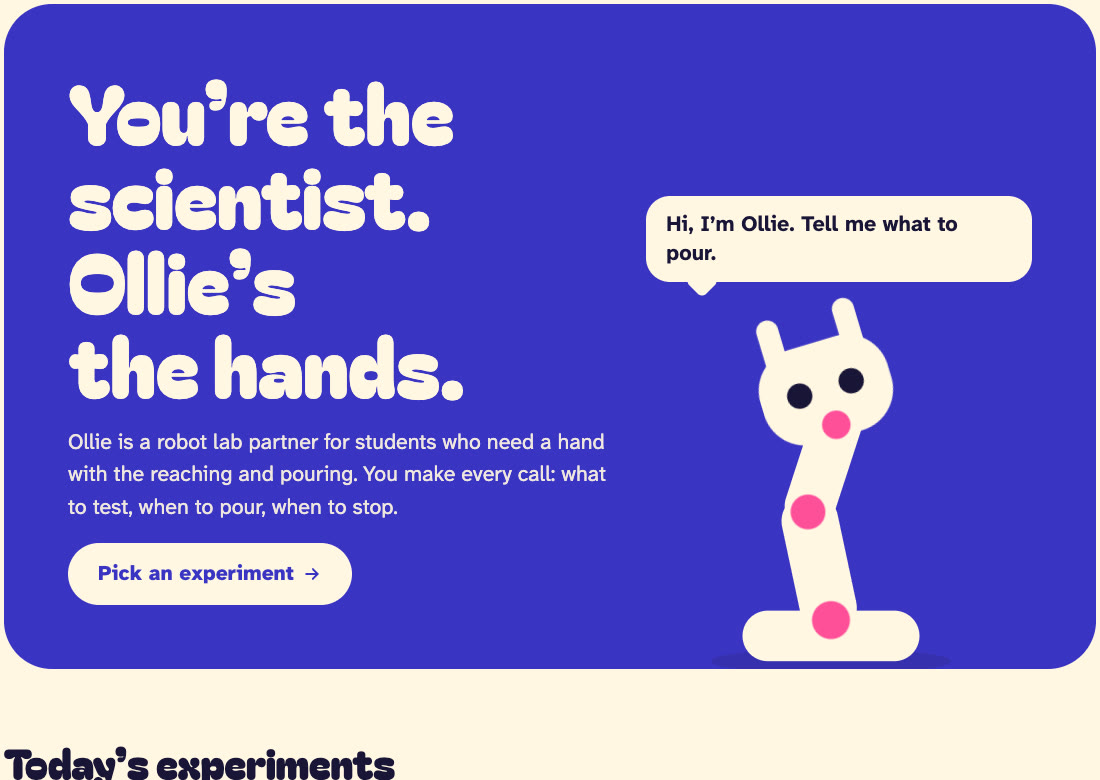 You’re the
scientist.
Ollie’s
the hands.
Hi, I’m Ollie. Tell me what to
pour.
Ollie is a robot lab partner for students who need a hand
with the reaching and pouring. You make every call: what
to test, when to pour, when to stop.
Pick an experiment →
Today’s experiments